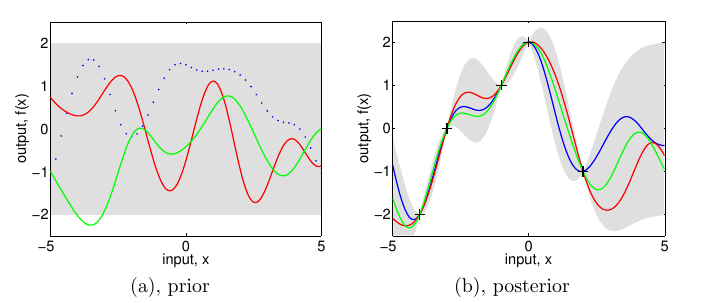 2
1
0
−1
−2
−5
0
5
output, f(x)
input, x
(a), prior
2
1
0
−1
−2
−5
0
5
output, f(x)
input, x
(b), posterior